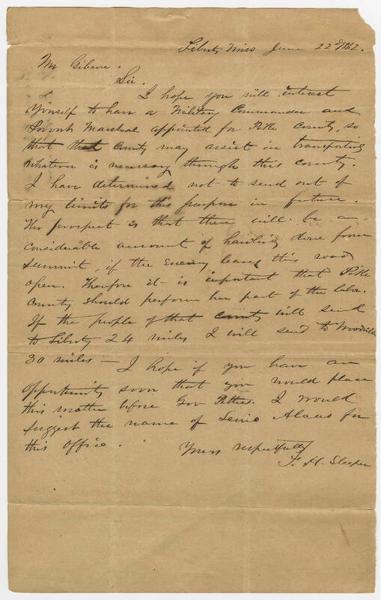 Liberty Miss June 22nd 1862.
Mr Gibson.
Sir.
I hope you will interest
yourself to have a Military Commander and
Provost Marshal appointed for Pike County, so
that that County may assist in transporting
whatever is necessary through this county.
I have determined not to send out of
my limits for this purpose in future.
The prospect is that there will be a
considerable amount of hauling done from
Summit, if the Enemy leave this road
open. Therefore it is important that Pike
County should perform her part of the labor.
If the people of that county will send
to Liberty 24 miles I will send to Woodville
30 miles — I hope if you have an
opportunity soon that you would place
this matter before Gov Pettus. I would
suggest the name of
for
this office.
Yours respectfully
F. H. Sleeper